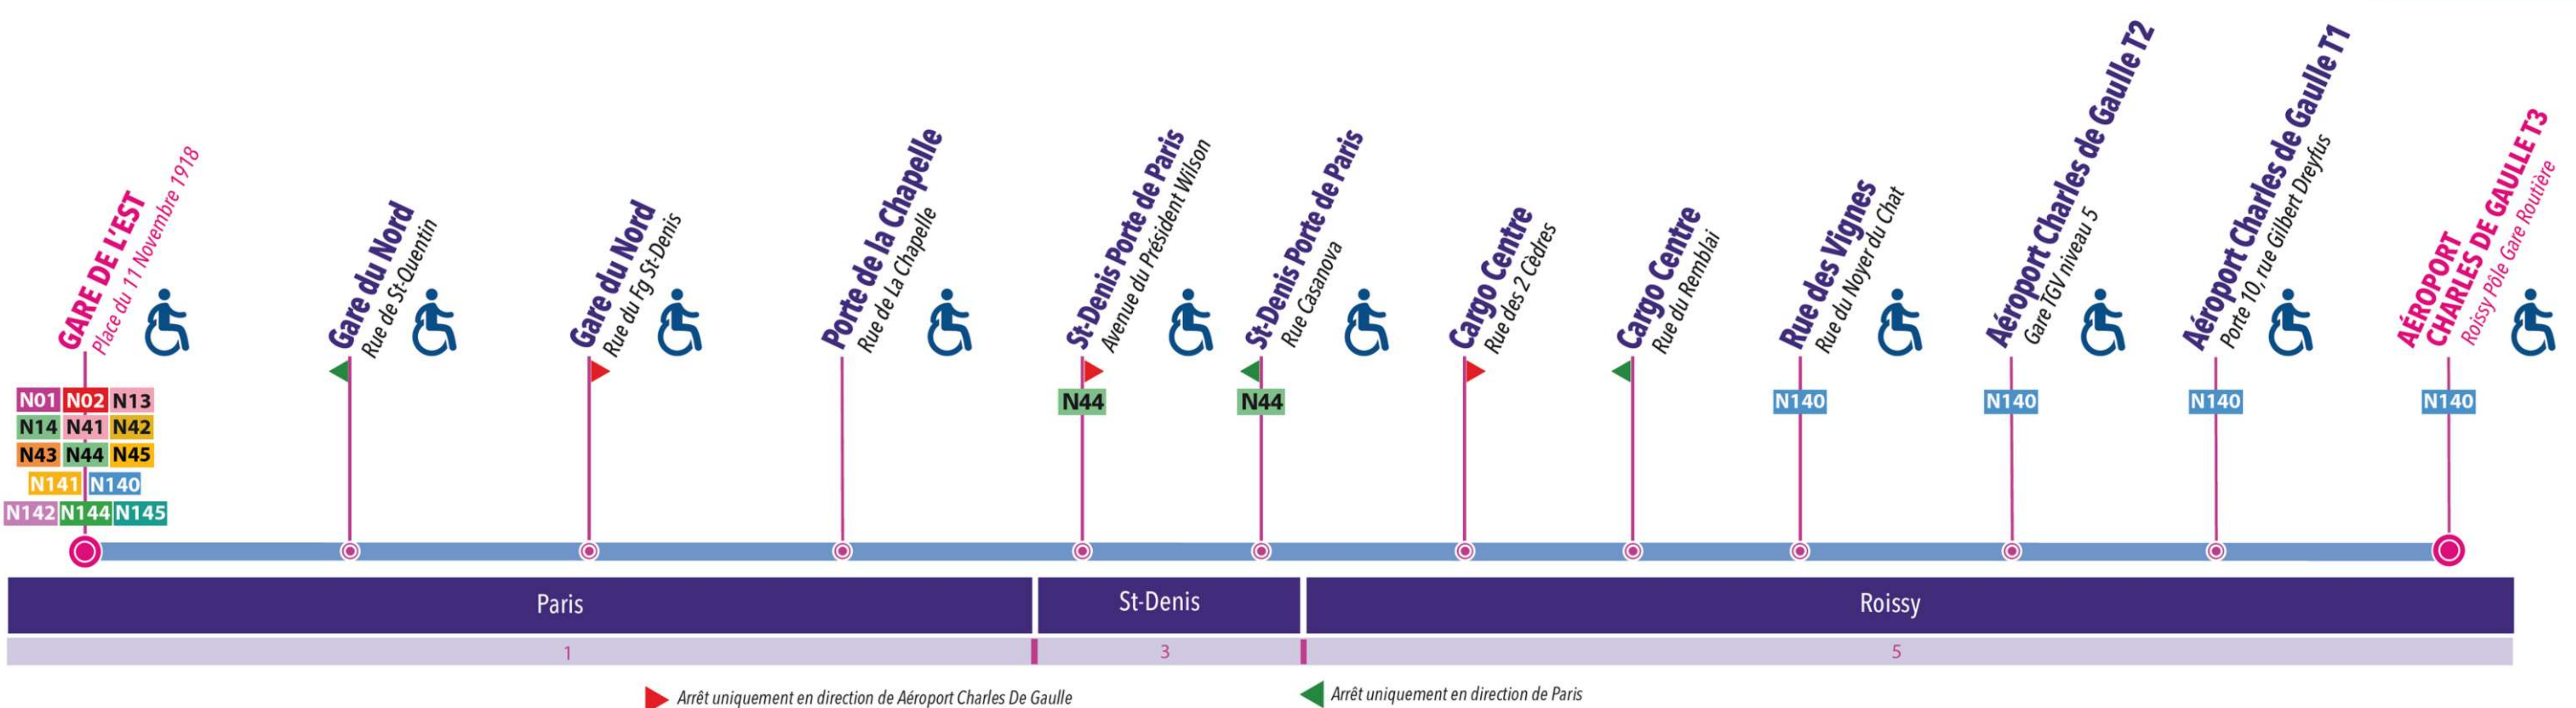 GARE DE L'EST
Place du 11 Novembre 1918
Gare du Nord
Rue de St-Quentin
Gare du Nord
Rue du Fg St-Denis
Porte de la Chapelle
Rue de La Chapelle
St-Denis Porte de Paris
Avenue du Président Wilson
St-Denis Porte de Paris
Rue Casanova
Cargo Centre
Rue des 2 Cèdres
Cargo Centre
Rue du Remblai
Rue des Vignes
Rue du Noyer du Chat
Aéroport Charles de Gaulle T2
Gare TGV niveau 5
Aéroport Charles de Gaulle T1
Porte 10, rue Gilbert Dreyfus
AÉROPORT
CHARLES DE GAULLE T3
Roissy Pôle Gare Routière
N01 N02 N13
N14 N41 N42
N43 N44 N45
N141 N140
N142 N144 N145
N44
N44
N140
N140
N140
N140
Paris
St-Denis
Roissy
1
3
5
Arrêt uniquement en direction de Aéroport Charles De Gaulle
Arrêt uniquement en direction de Paris